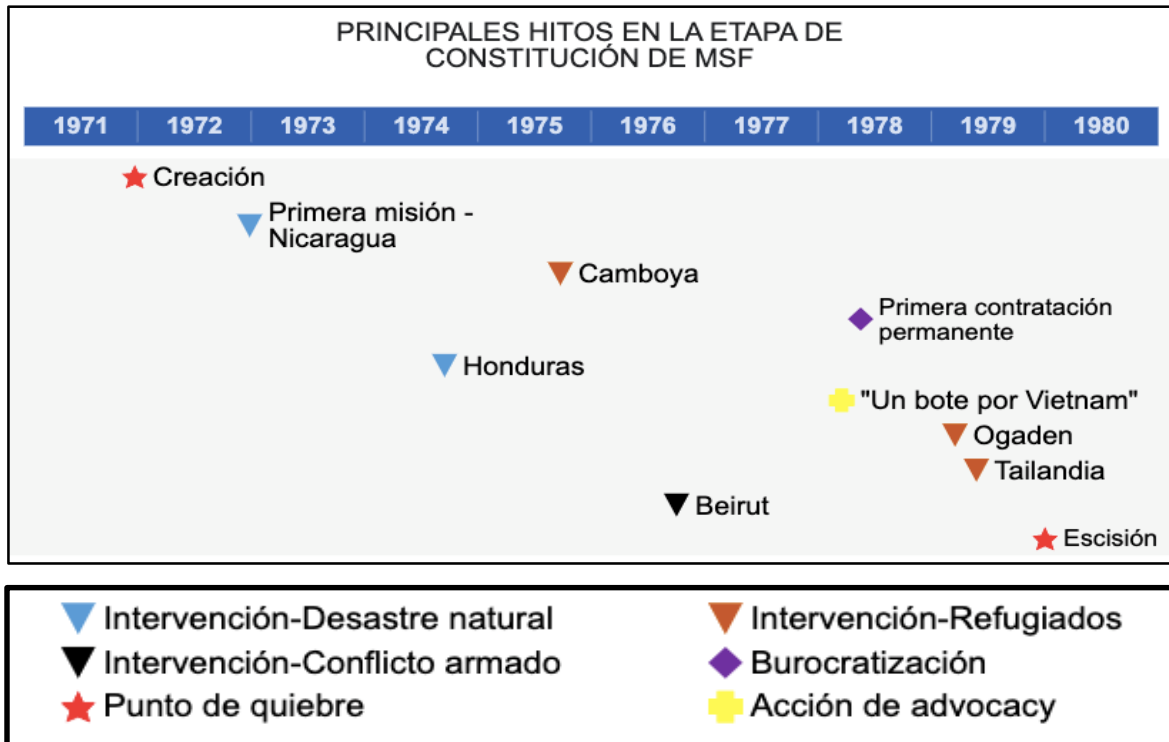 PRINCIPALES HITOS EN LA ETAPA DE
CONSTITUCIÓN DE MSF
1971 1972 1973 1974 1975 1976 1977 1978 1979 1980
Creación
Primera misión -
Nicaragua
Camboya
Primera contratación
permanente
Honduras
"Un bote por Vietnam"
Ogaden
Tailandia
Beirut
Escisión
Intervención-Desastre natural
Intervención-Refugiados
Intervención-Conflicto armado
Burocratización
Punto de quiebre
Acción de advocacy